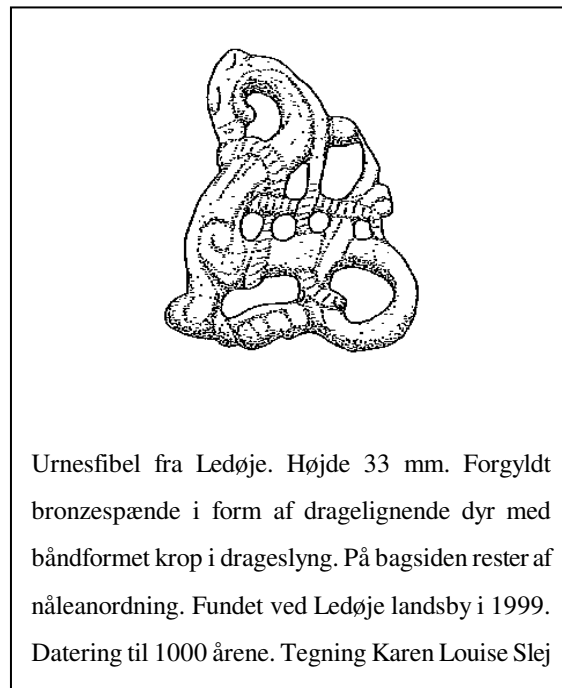 Urnesfibel fra Ledøje. Højde 33 mm. Forgyldt
bronzespænde i form af dragelignende dyr med
båndformet krop i drageslyng. På bagsiden rester af
nåleanordning. Fundet ved Ledøje landsby i 1999.
Datering til 1000 årene. Tegning Karen Louise Slej